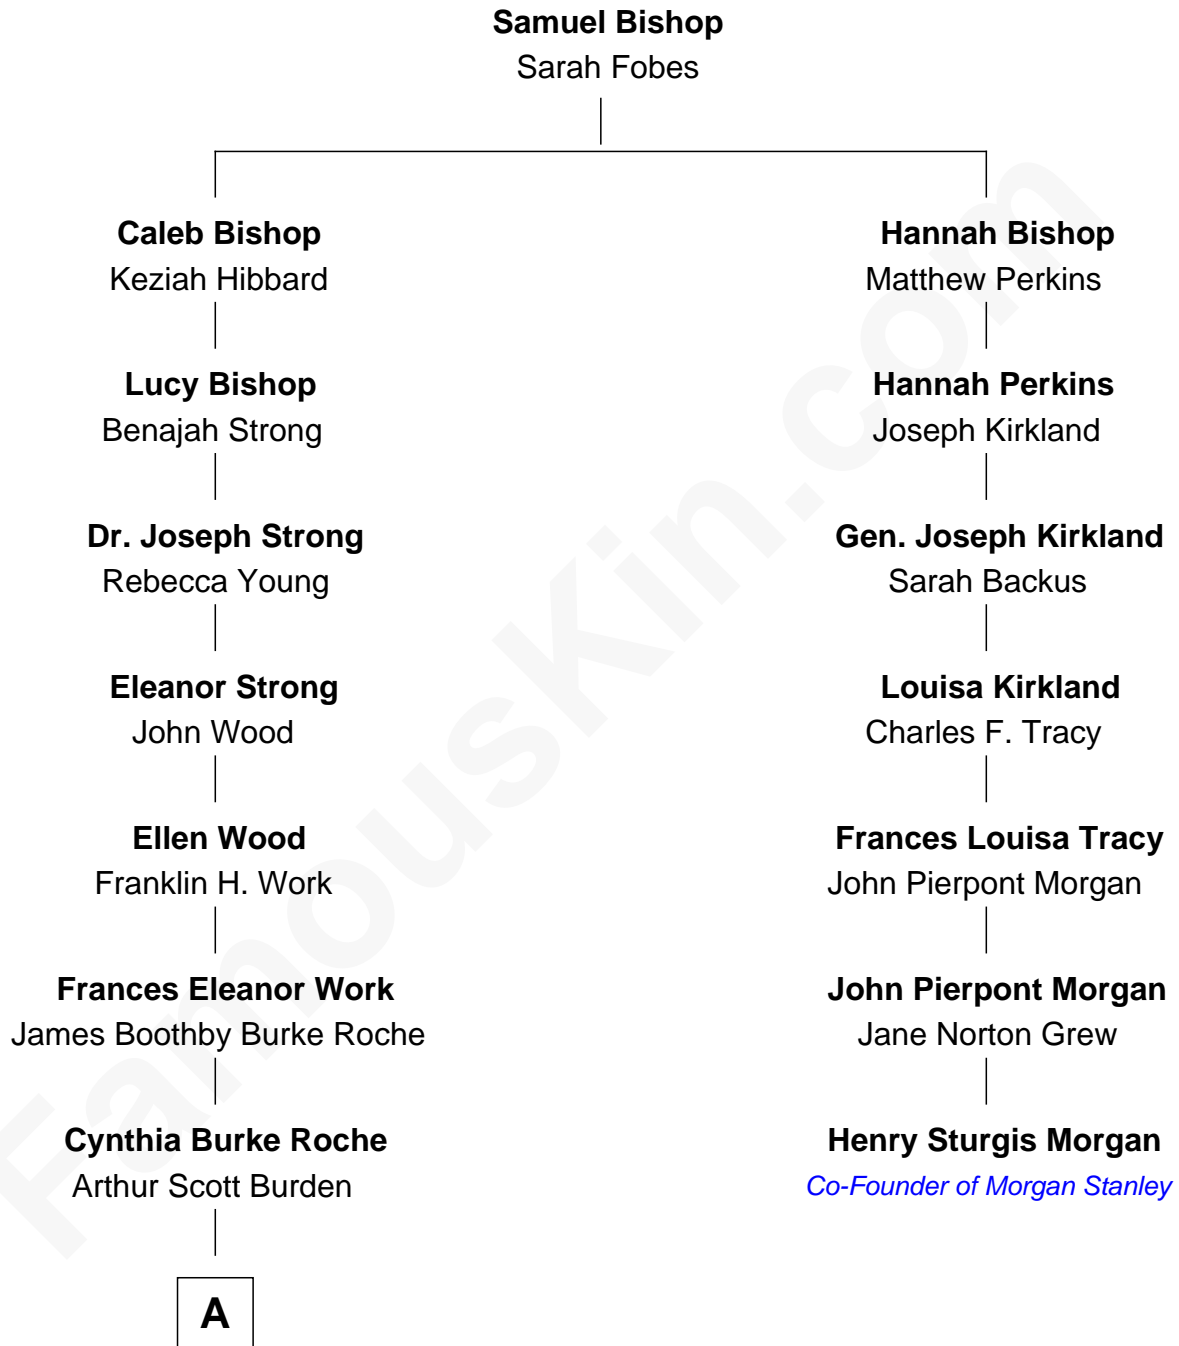 Samuel Bishop
Sarah Fobes
Caleb Bishop
Keziah Hibbard
Hannah Bishop
Matthew Perkins
Lucy Bishop
Benajah Strong
Hannah Perkins
Joseph Kirkland
Dr. Joseph Strong
Rebecca Young
Gen. Joseph Kirkland
Sarah Backus
Eleanor Strong
John Wood
Louisa Kirkland
Charles F. Tracy
Ellen Wood
Franklin H. Work
Frances Louisa Tracy
John Pierpont Morgan
Frances Eleanor Work
James Boothby Burke Roche
John Pierpont Morgan
Jane Norton Grew
Cynthia Burke Roche
Arthur Scott Burden
Henry Sturgis Morgan
Co-Founder of Morgan Stanley
A
FamousKin.com